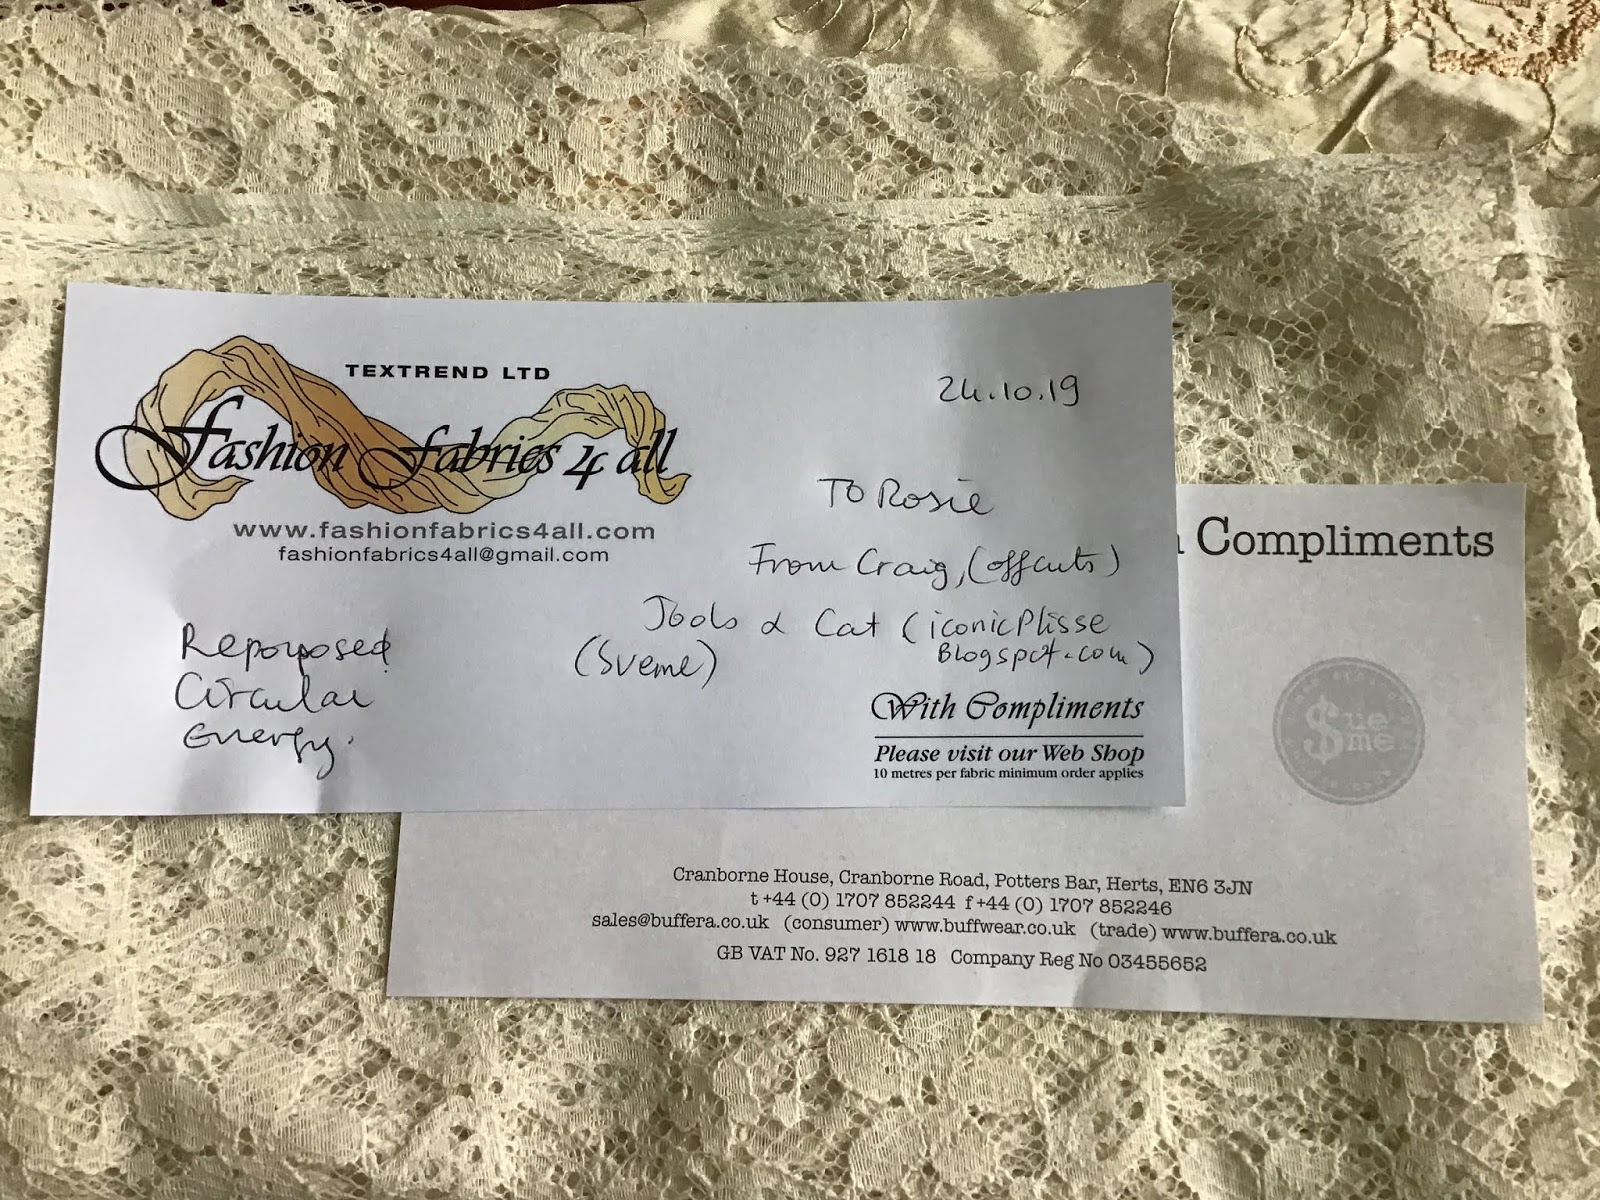 TEXTREND LTD
Fashion Fabrics 4 all
www.fashionfabrics4all.com
fashionfabrics4all@gmail.com
24.10.19
To Rosie
From Craig, (offcuts)
Jools & Cat (iconicplisse
Blogspot.com)
(sueme)
Repurposed
Circular
Energy.
With Compliments
Please visit our Web Shop
10 metres per fabric minimum order applies
Compliments
$ue
me
Cranborne House, Cranborne Road, Potters Bar, Herts, EN6 3JN
t +44 (0) 1707 852244 f +44 (0) 1707 852246
sales@buffera.co.uk (consumer) www.buffwear.co.uk (trade) www.buffera.co.uk
GB VAT No. 927 1618 18 Company Reg No 03455652